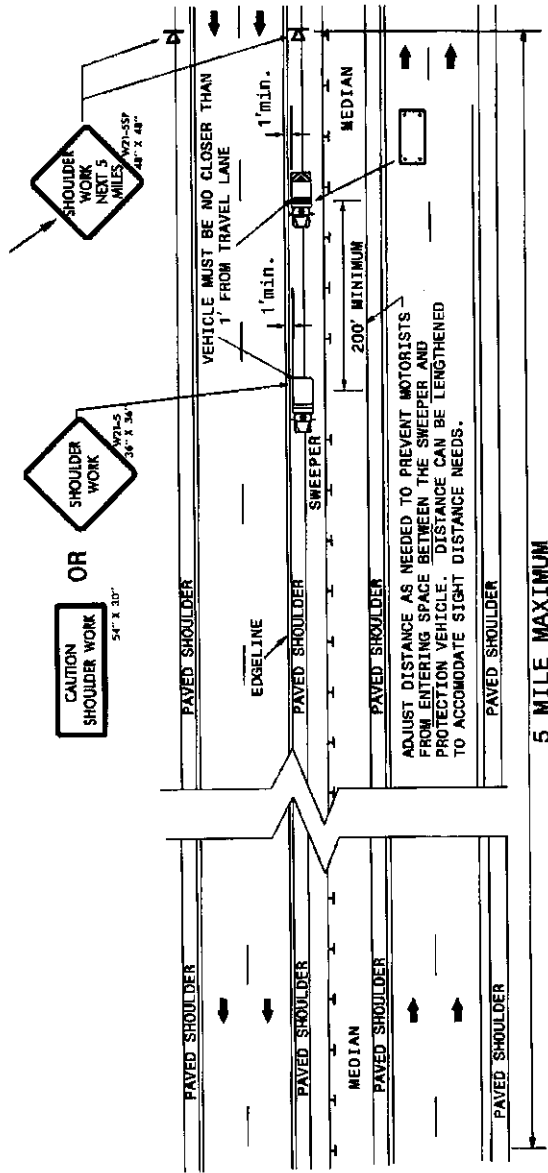 CAUTION
SHOULDER WORK
54" X 30"
OR
SHOULDER
WORK
W21-5
36" X 36"
SHOULDER
WORK
NEXT 5
MILES
W21-5SP
48" X 48"
VEHICLE MUST BE NO CLOSER THAN
1' FROM TRAVEL LANE
PAVED SHOULDER
PAVED SHOULDER
EDGELINE
1'min.
1'min.
PAVED SHOULDER
PAVED SHOULDER
SWEEPER
MEDIAN
MEDIAN
200' MINIMUM
PAVED SHOULDER
PAVED SHOULDER
ADJUST DISTANCE AS NEEDED TO PREVENT MOTORISTS
FROM ENTERING SPACE BETWEEN THE SWEEPER AND
PROTECTION VEHICLE. DISTANCE CAN BE LENGTHENED
TO ACCOMODATE SIGHT DISTANCE NEEDS.
PAVED SHOULDER
PAVED SHOULDER
5 MILE MAXIMUM